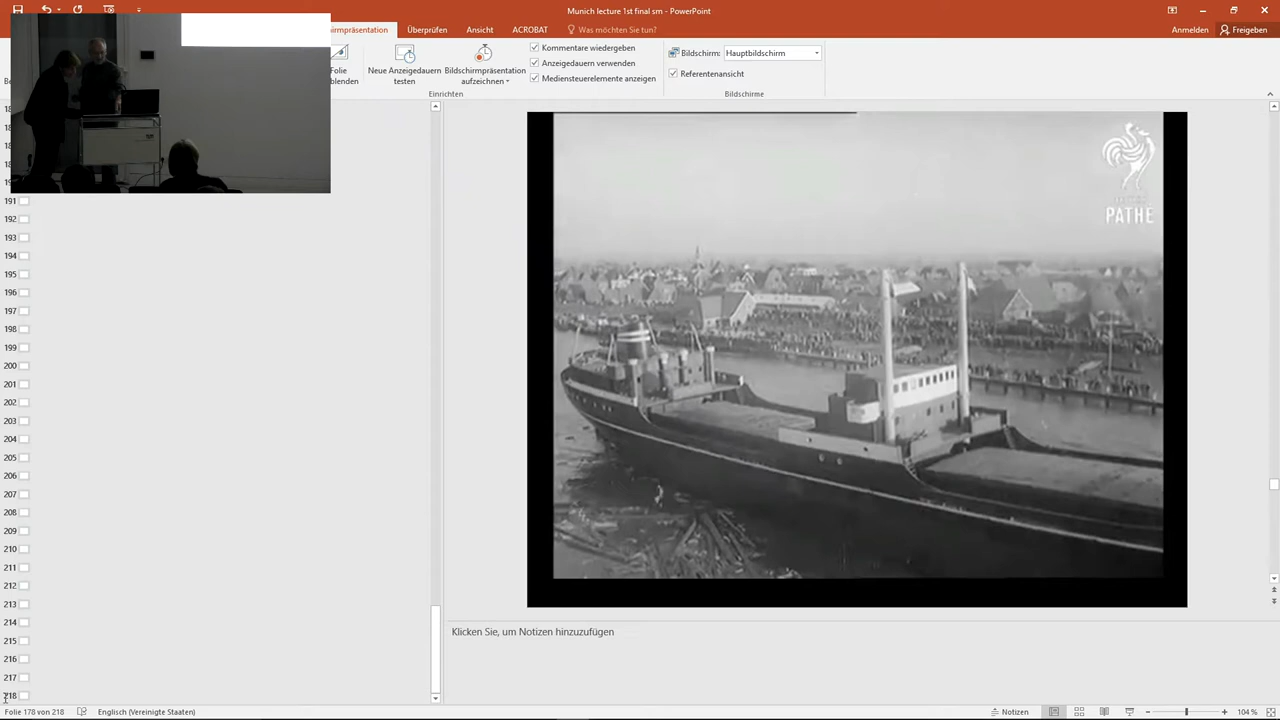 Munich lecture 1st final sm - PowerPoint
irmpräsentation Überprüfen Ansicht ACROBAT Was möchten Sie tun? Anmelden Freigeben
Folie
blenden
Neue Anzeigedauern
testen
Bildschirmpräsentation
aufzeichnen
Kommentare wiedergeben
Anzeigedauern verwenden
Mediensteuerelemente anzeigen
Einrichten
Bildschirm: Hauptbildschirm
Referentenansicht
Bildschirme
191
192
193
194
195
196
197
198
199
200
201
202
203
204
205
206
207
208
209
210
211
212
213
214
215
216
217
218
PATHE
Klicken Sie, um Notizen hinzuzufügen
Folie 178 von 218 Englisch (Vereinigte Staaten) Notizen 104 %